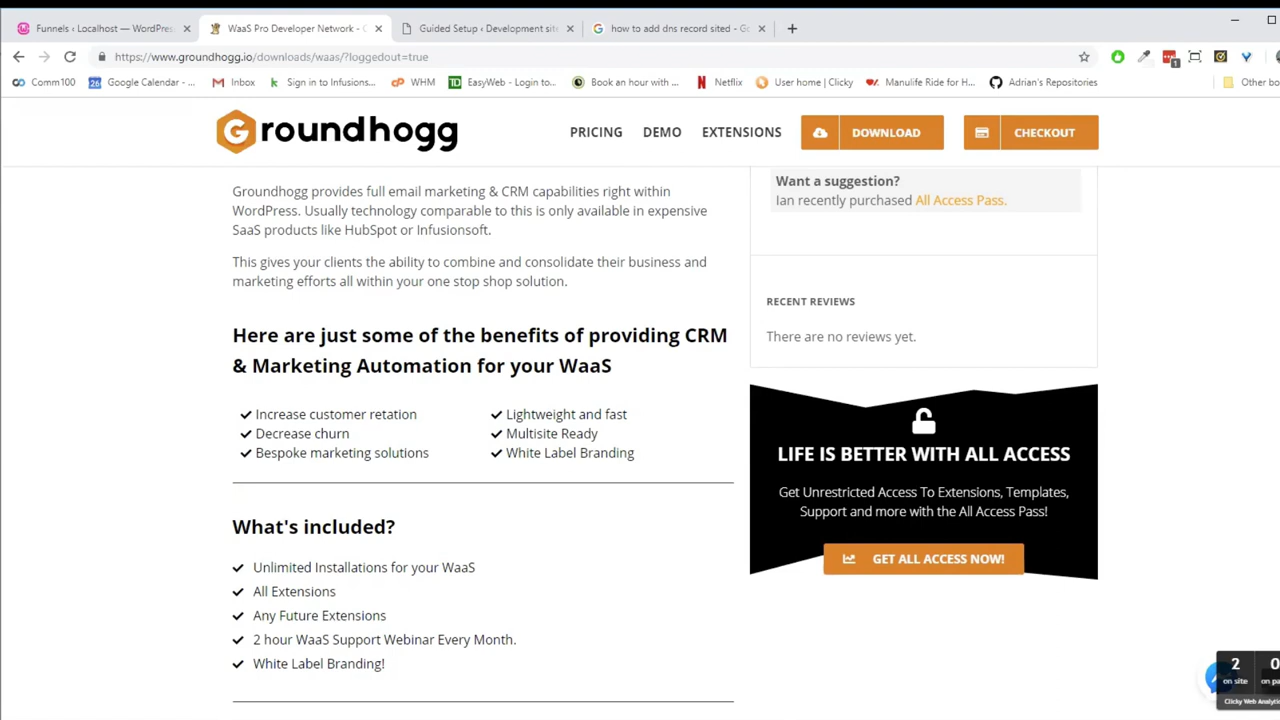 Funnels ‹ Localhost — WordPres
WaaS Pro Developer Network -
Guided Setup ‹ Development site
how to add dns record sited - Go
https://www.groundhogg.io/downloads/waas/?loggedout=true
Comm100
Google Calendar - ...
Inbox
Sign in to Infusions...
WHM
EasyWeb - Login to...
Book an hour with ...
Netflix
User home | Clicky
Manulife Ride for H...
Adrian's Repositories
Other bo
Groundhogg
PRICING
DEMO
EXTENSIONS
DOWNLOAD
CHECKOUT
Groundhogg provides full email marketing & CRM capabilities right within
WordPress. Usually technology comparable to this is only available in expensive
SaaS products like HubSpot or Infusionsoft.
This gives your clients the ability to combine and consolidate their business and
marketing efforts all within your one stop shop solution.
Here are just some of the benefits of providing CRM
& Marketing Automation for your WaaS
Increase customer retation
Decrease churn
Bespoke marketing solutions
Lightweight and fast
Multisite Ready
White Label Branding
What's included?
Unlimited Installations for your WaaS
All Extensions
Any Future Extensions
2 hour WaaS Support Webinar Every Month.
White Label Branding!
Want a suggestion?
Ian recently purchased All Access Pass.
RECENT REVIEWS
There are no reviews yet.
LIFE IS BETTER WITH ALL ACCESS
Get Unrestricted Access To Extensions, Templates,
Support and more with the All Access Pass!
GET ALL ACCESS NOW!
2
on site
0
on pa
Clicky Web Analytic